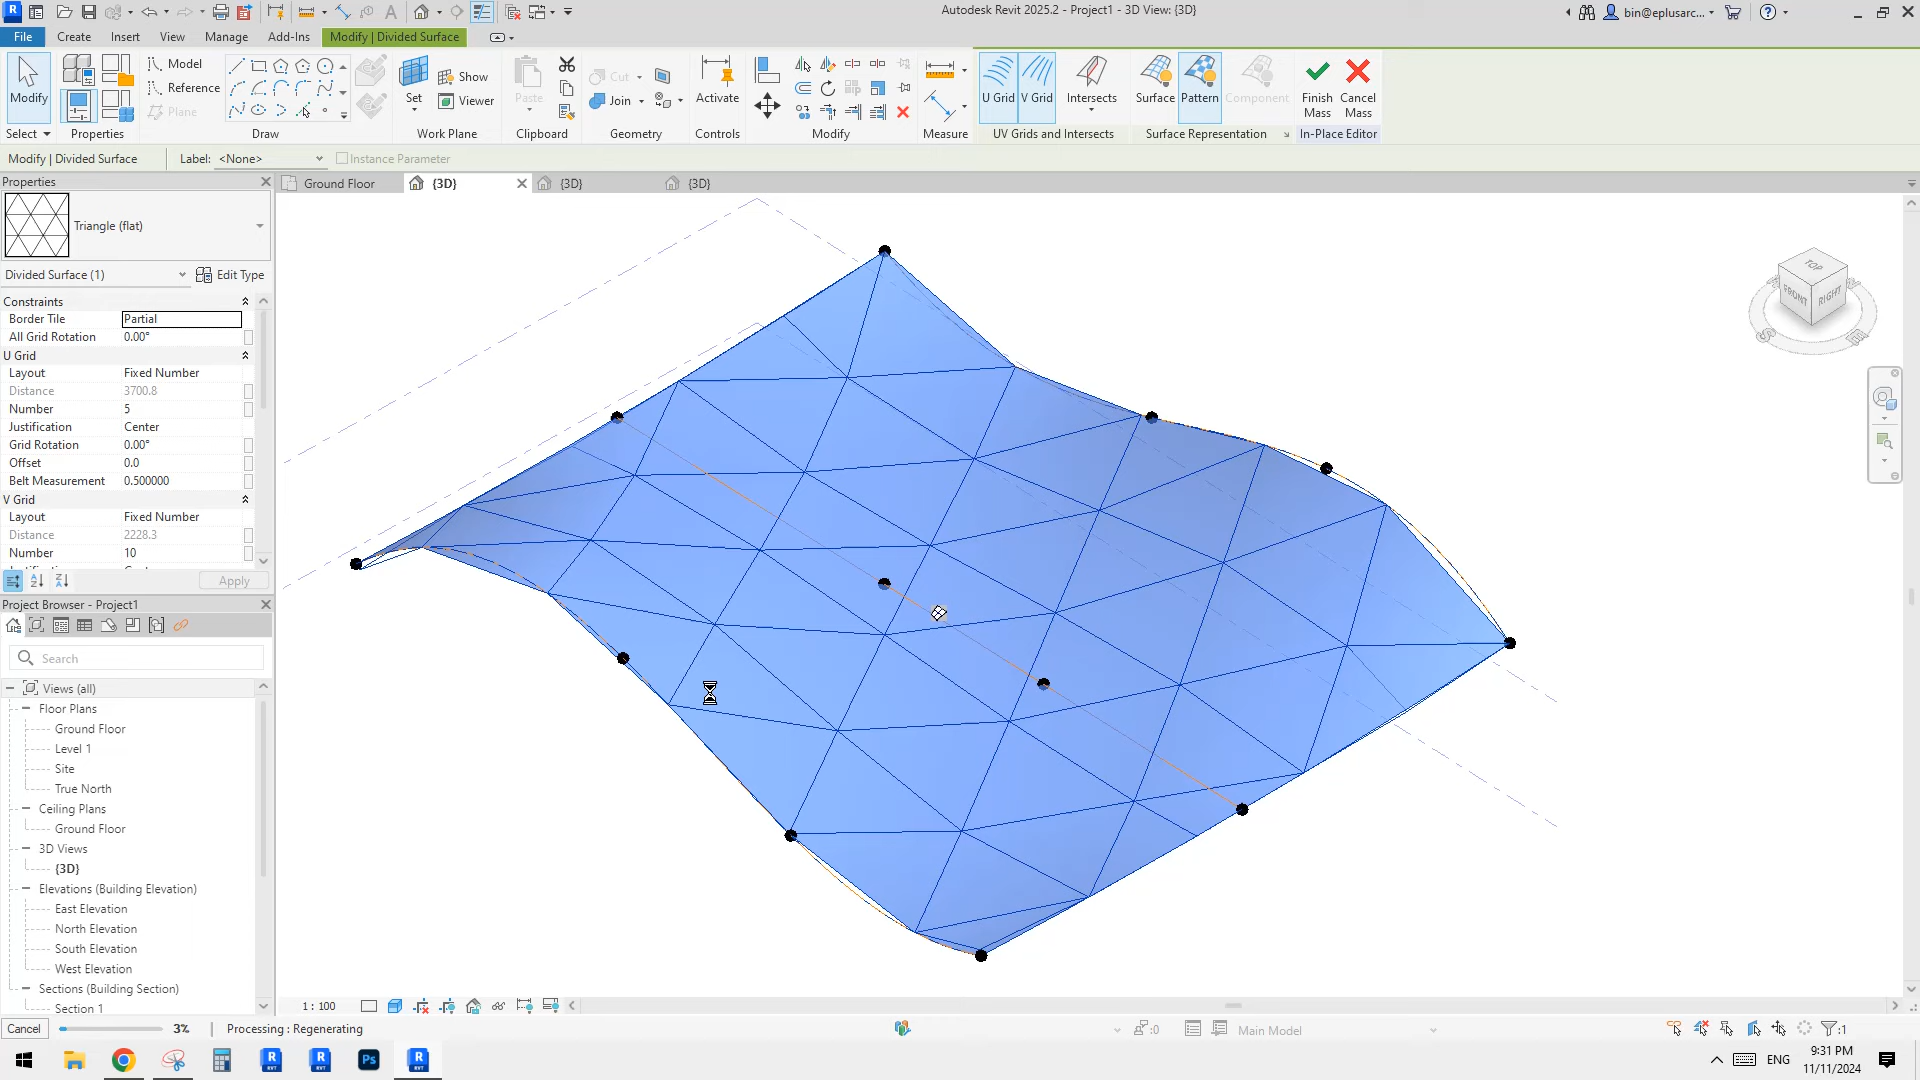 Autodesk Revit 2025.2 - Project1 - 3D View: {3D}
bin@eplusarc...
File
Create
Insert
View
Manage
Add-Ins
Modify | Divided Surface
Modify
Select
Properties
Model
Reference
Plane
Draw
Set
Show
Viewer
Work Plane
Paste
Clipboard
Cut
Join
Geometry
Activate
Controls
Modify
Measure
U Grid
V Grid
Intersects
UV Grids and Intersects
Surface
Pattern
Component
Surface Representation
Finish
Mass
Cancel
Mass
In-Place Editor
Modify | Divided Surface
Label:
<None>
Instance Parameter
Properties
Triangle (flat)
Divided Surface (1)
Edit Type
Constraints
Border Tile
Partial
All Grid Rotation
0.00°
U Grid
Layout
Fixed Number
Distance
3700.8
Number
5
Justification
Center
Grid Rotation
0.00°
Offset
0.0
Belt Measurement
0.500000
V Grid
Layout
Fixed Number
Distance
2228.3
Number
10
Apply
Ground Floor
{3D}
{3D}
{3D}
TOP
FRONT
RIGHT
S
E
Project Browser - Project1
Search
Views (all)
Floor Plans
Ground Floor
Level 1
Site
True North
Ceiling Plans
Ground Floor
3D Views
{3D}
Elevations (Building Elevation)
East Elevation
North Elevation
South Elevation
West Elevation
Sections (Building Section)
Section 1
1 : 100
Cancel
3%
Processing : Regenerating
:0
Main Model
:1
Ps
ENG
9:31 PM
11/11/2024